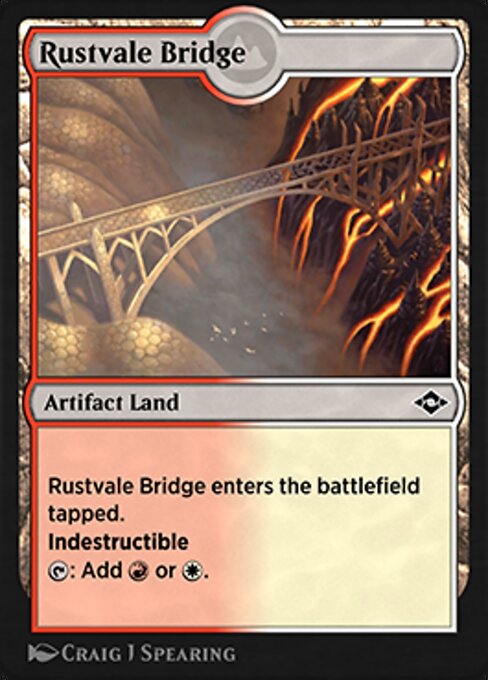 Rustvale Bridge
Artifact Land
Rustvale Bridge enters the battlefield
tapped.
Indestructible
: Add or .
Craig J Spearing